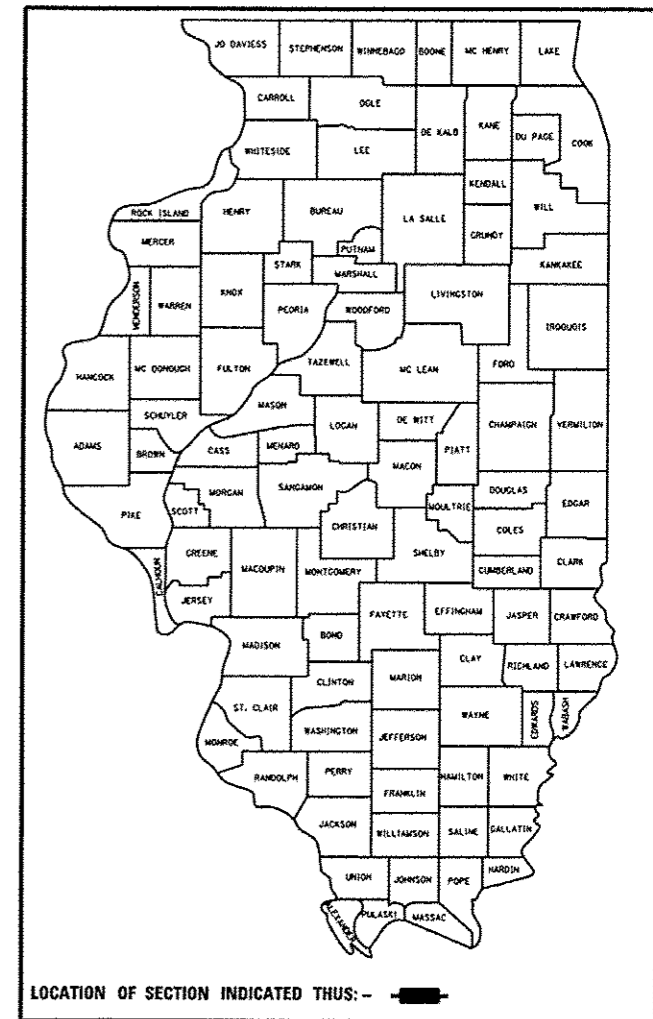 JO DAVIESS STEPHENSON WINNEBAGO BOONE MC HENRY LAKE
CARROLL OGLE DE KALB KANE DU PAGE COOK
WHITESIDE LEE
KENDALL WILL
ROCK ISLAND HENRY BUREAU LA SALLE GRUNDY
MERCER PUTNAM
STARK MARSHALL KANKAKEE
HENDERSON WARREN KNOX PEORIA WOODFORD LIVINGSTON IROQUOIS
HANCOCK MC DONOUGH FULTON TAZEWELL MC LEAN FORD
SCHUYLER MASON LOGAN DE WITT CHAMPAIGN VERMILION
ADAMS BROWN CASS MENARD MACON PIATT
PIKE SCOTT MORGAN SANGAMON CHRISTIAN MOULTRIE DOUGLAS EDGAR
COLES
CALHOUN GREENE MACOUPIN MONTGOMERY SHELBY CUMBERLAND CLARK
JERSEY FAYETTE EFFINGHAM JASPER CRAWFORD
MADISON BOND CLAY RICHLAND LAWRENCE
CLINTON MARION
ST. CLAIR WASHINGTON WAYNE EDWARDS WABASH
MONROE JEFFERSON
RANDOLPH PERRY HAMILTON WHITE
FRANKLIN
JACKSON WILLIAMSON SALINE GALLATIN
UNION JOHNSON POPE HARDIN
ALEXANDER PULASKI MASSAC
LOCATION OF SECTION INDICATED THUS: -